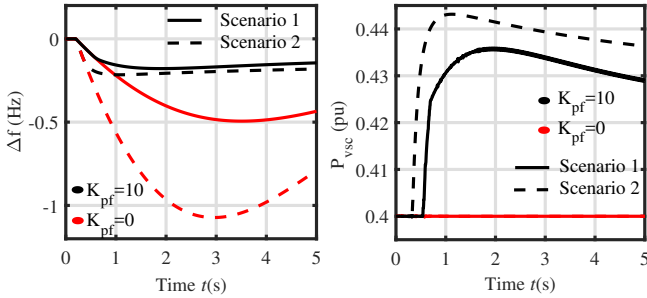 Scenario 1
Scenario 2
0
-0.5
-1
Δf (Hz)
K_pf=10
K_pf=0
0 1 2 3 4 5
Time t(s)
0.44
0.43
0.42
0.41
0.4
P_vsc (pu)
K_pf=10
K_pf=0
Scenario 1
Scenario 2
0 1 2 3 4 5
Time t(s)